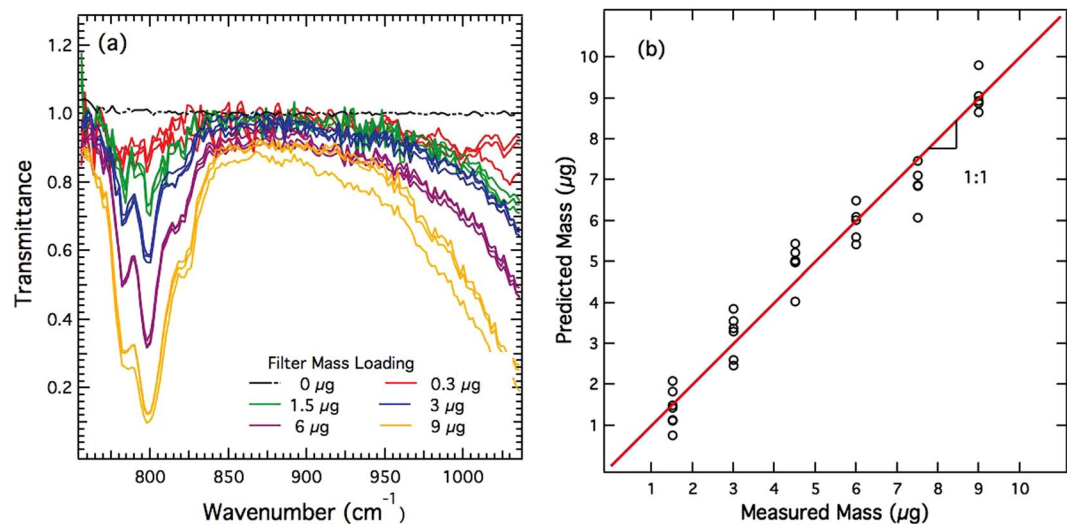 (a)
1.2
1.0
0.8
0.6
0.4
0.2
Transmittance
Filter Mass Loading
0 µg 0.3 µg
1.5 µg 3 µg
6 µg 9 µg
800 850 900 950 1000
Wavenumber (cm⁻¹)
(b)
10
9
8
7
6
5
4
3
2
1
Predicted Mass (µg)
1:1
1 2 3 4 5 6 7 8 9 10
Measured Mass (µg)